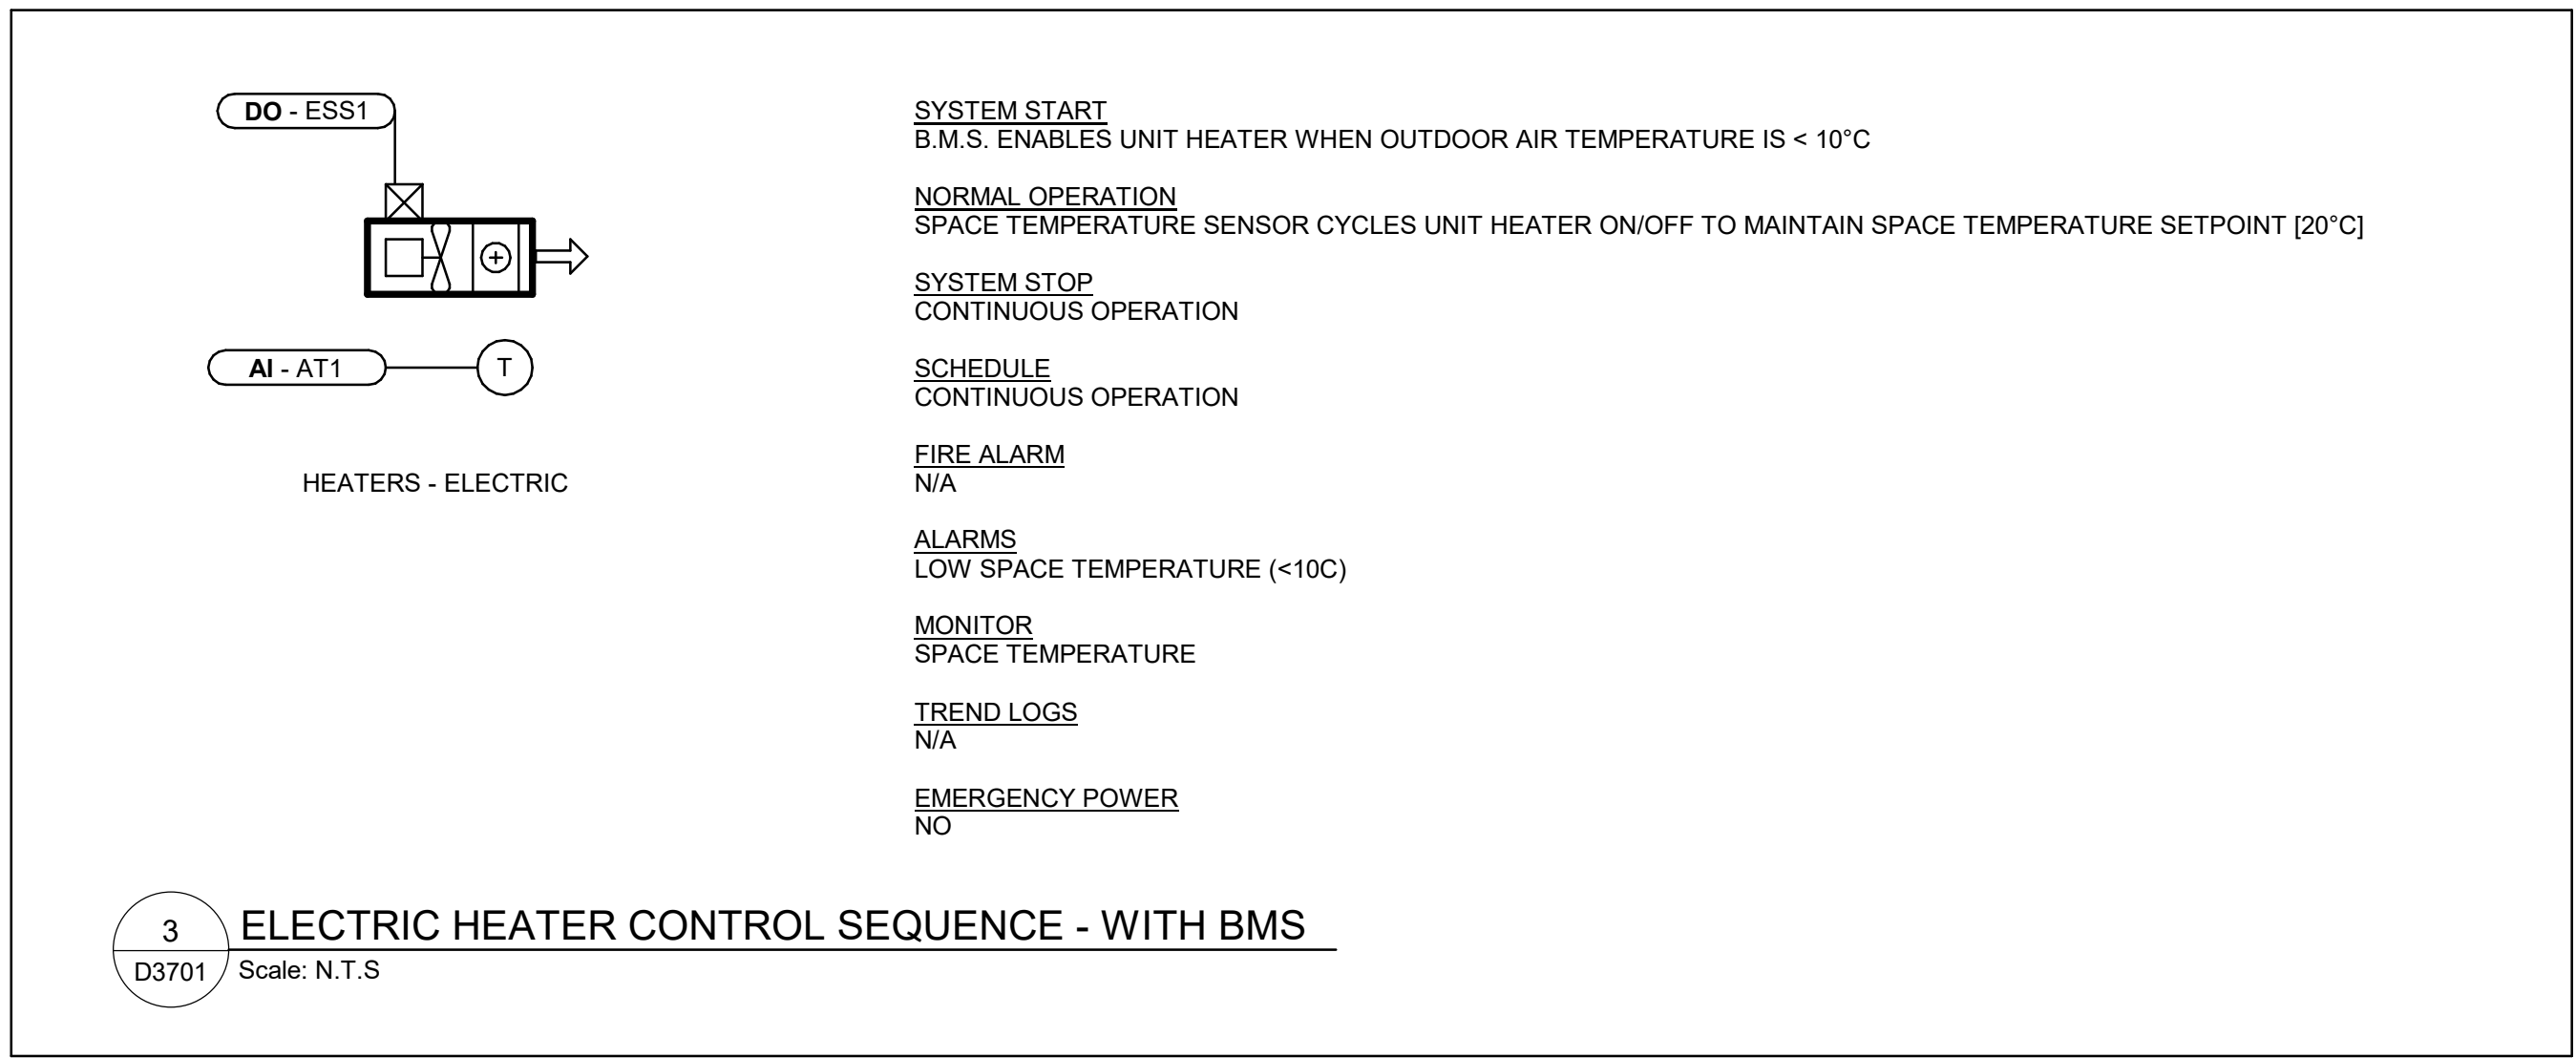 DO - ESS1
AI - AT1
T
HEATERS - ELECTRIC
SYSTEM START
B.M.S. ENABLES UNIT HEATER WHEN OUTDOOR AIR TEMPERATURE IS < 10°C
NORMAL OPERATION
SPACE TEMPERATURE SENSOR CYCLES UNIT HEATER ON/OFF TO MAINTAIN SPACE TEMPERATURE SETPOINT [20°C]
SYSTEM STOP
CONTINUOUS OPERATION
SCHEDULE
CONTINUOUS OPERATION
FIRE ALARM
N/A
ALARMS
LOW SPACE TEMPERATURE (<10C)
MONITOR
SPACE TEMPERATURE
TREND LOGS
N/A
EMERGENCY POWER
NO
3
D3701
ELECTRIC HEATER CONTROL SEQUENCE - WITH BMS
Scale: N.T.S